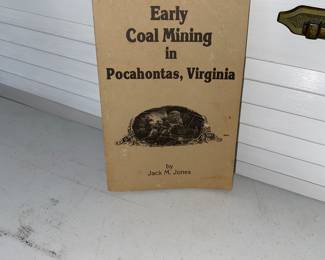 Early
Coal Mining
in
Pocahontas, Virginia
by
Jack M. Jones